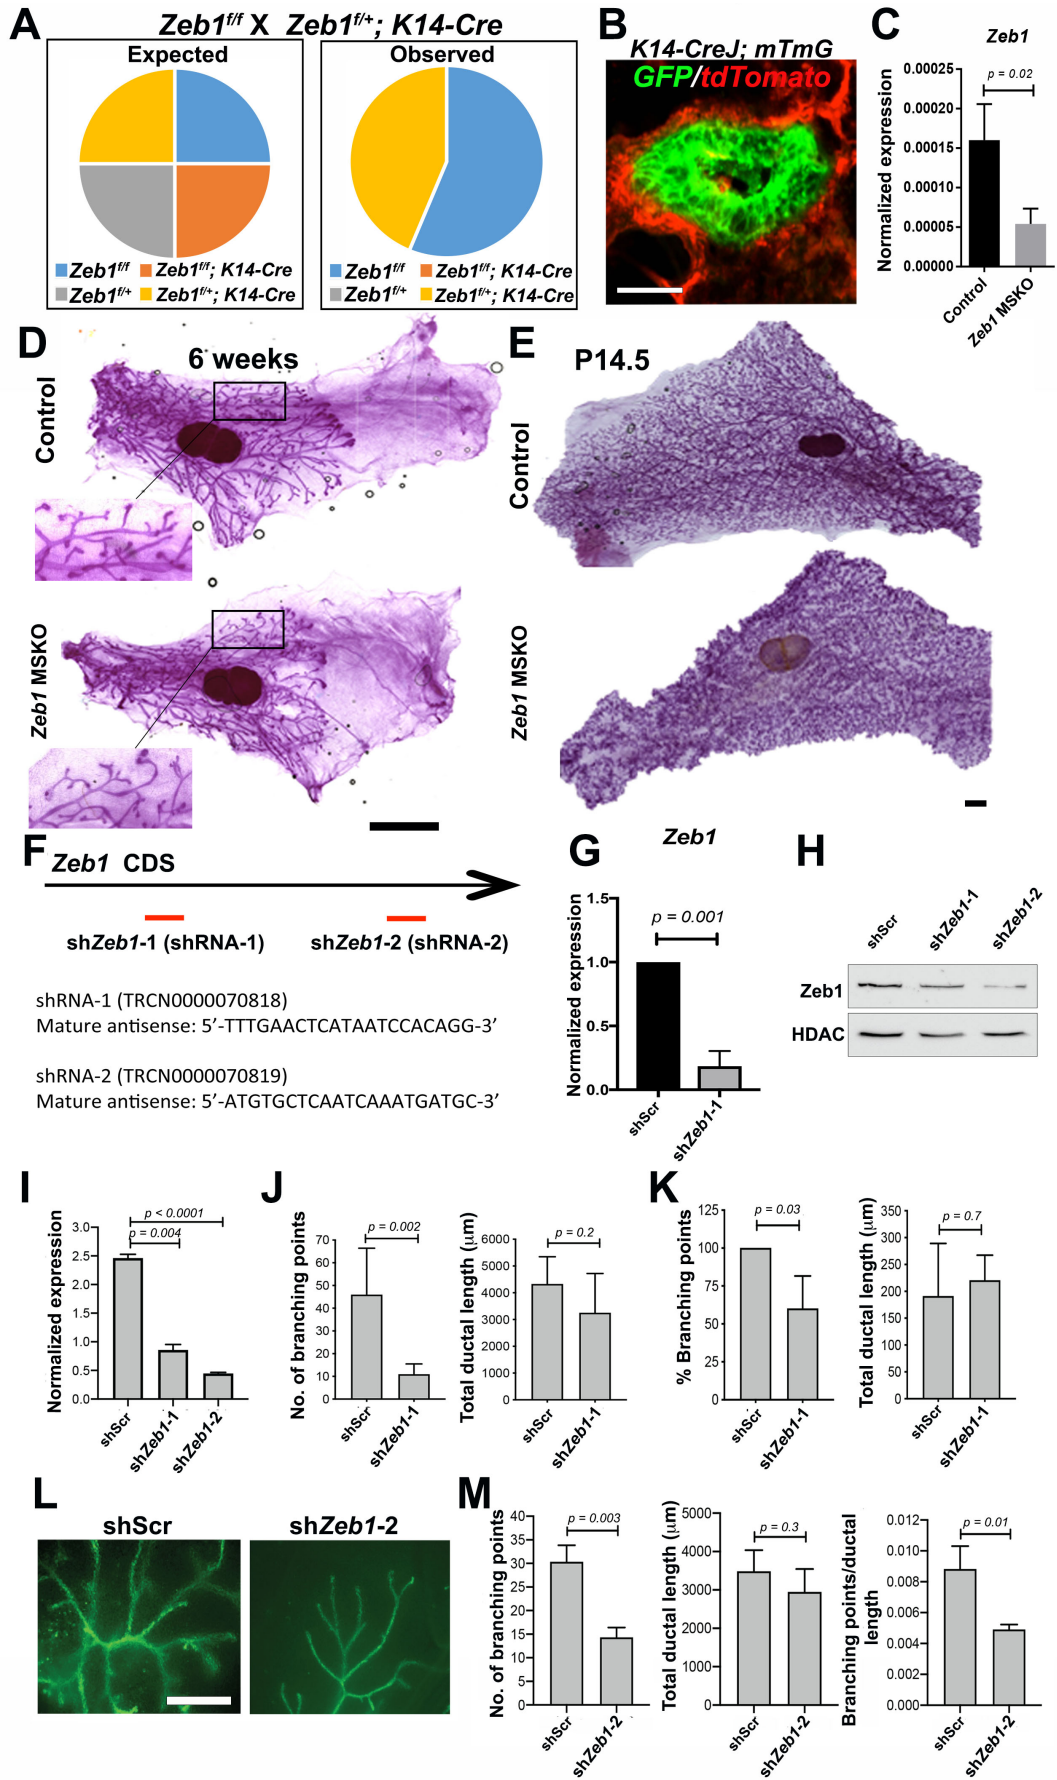 A
Zeb1f/f X Zeb1f/+; K14-Cre
Expected
Observed
Zeb1f/f
Zeb1f/f; K14-Cre
Zeb1f/+
Zeb1f/+; K14-Cre
Zeb1f/f
Zeb1f/f; K14-Cre
Zeb1f/+
Zeb1f/+; K14-Cre
B
K14-CreJ; mTmG
GFP/tdTomato
C
Zeb1
Normalized expression
p = 0.02
0.00025
0.00020
0.00015
0.00010
0.00005
0.00000
Control
Zeb1 MSKO
D
6 weeks
Control
Zeb1 MSKO
E
P14.5
Control
Zeb1 MSKO
F
Zeb1 CDS
shZeb1-1 (shRNA-1)
shZeb1-2 (shRNA-2)
shRNA-1 (TRCN0000070818)
Mature antisense: 5’-TTTGAACTCATAATCCACAGG-3’
shRNA-2 (TRCN0000070819)
Mature antisense: 5’-ATGTGCTCAATCAAATGATGC-3’
G
Zeb1
Normalized expression
p = 0.001
1.5
1.0
0.5
0.0
shScr
shZeb1-1
H
shScr
shZeb1-1
shZeb1-2
Zeb1
HDAC
I
Normalized expression
p < 0.0001
p = 0.004
3.0
2.5
2.0
1.5
1.0
0.5
0.0
shScr
shZeb1-1
shZeb1-2
J
No. of branching points
p = 0.002
70
60
50
40
30
20
10
0
shScr
shZeb1-1
Total ductal length (μm)
p = 0.2
6000
5000
4000
3000
2000
1000
0
shScr
shZeb1-1
K
% Branching points
p = 0.03
125
100
75
50
25
0
shScr
shZeb1-1
Total ductal length (μm)
p = 0.7
350
300
250
200
150
100
50
0
shScr
shZeb1-1
L
shScr
shZeb1-2
M
No. of branching points
p = 0.003
40
35
30
25
20
15
10
5
0
shScr
shZeb1-2
Total ductal length (μm)
p = 0.3
5000
4000
3000
2000
1000
0
shScr
shZeb1-2
Branching points/ductal
length
p = 0.01
0.012
0.010
0.008
0.006
0.004
0.002
0.000
shScr
shZeb1-2